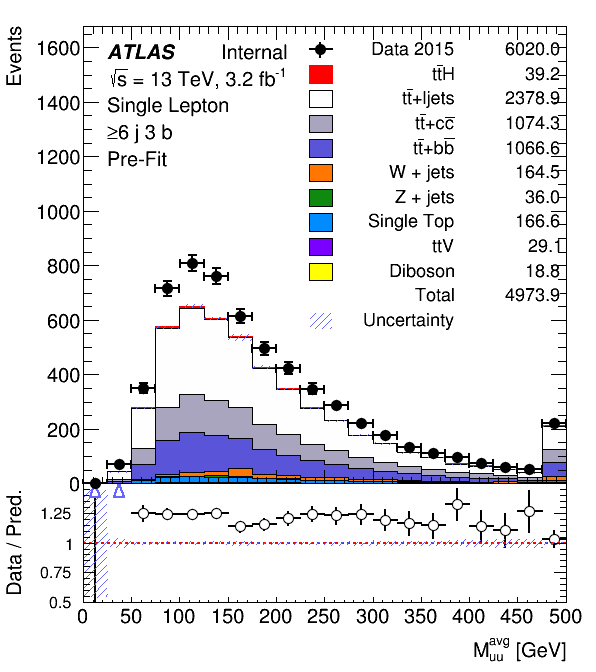 Events
1600
1400
1200
1000
800
600
400
200
0
ATLAS Internal
√s = 13 TeV, 3.2 fb⁻¹
Single Lepton
≥6 j 3 b
Pre-Fit
Data 2015 6020.0
tt̄H 39.2
tt̄+ljets 2378.9
tt̄+cc̄ 1074.3
tt̄+bb̄ 1066.6
W + jets 164.5
Z + jets 36.0
Single Top 166.6
ttV 29.1
Diboson 18.8
Total 4973.9
Uncertainty
Data / Pred.
1.25
1
0.75
0.5
0 50 100 150 200 250 300 350 400 450 500
M_uu^avg [GeV]